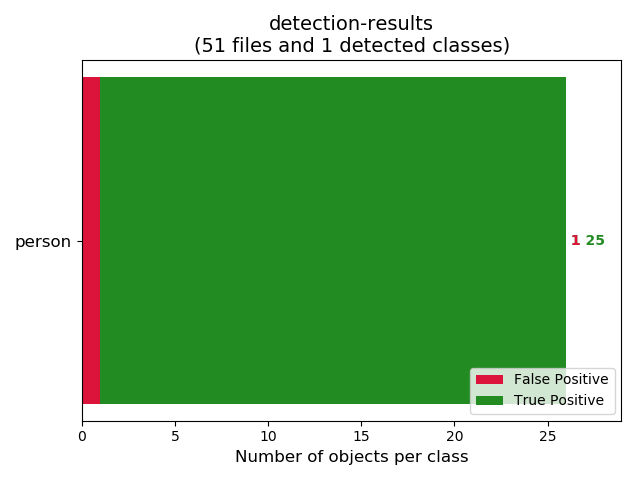 detection-results
(51 files and 1 detected classes)
person
1 25
False Positive
True Positive
0 5 10 15 20 25
Number of objects per class